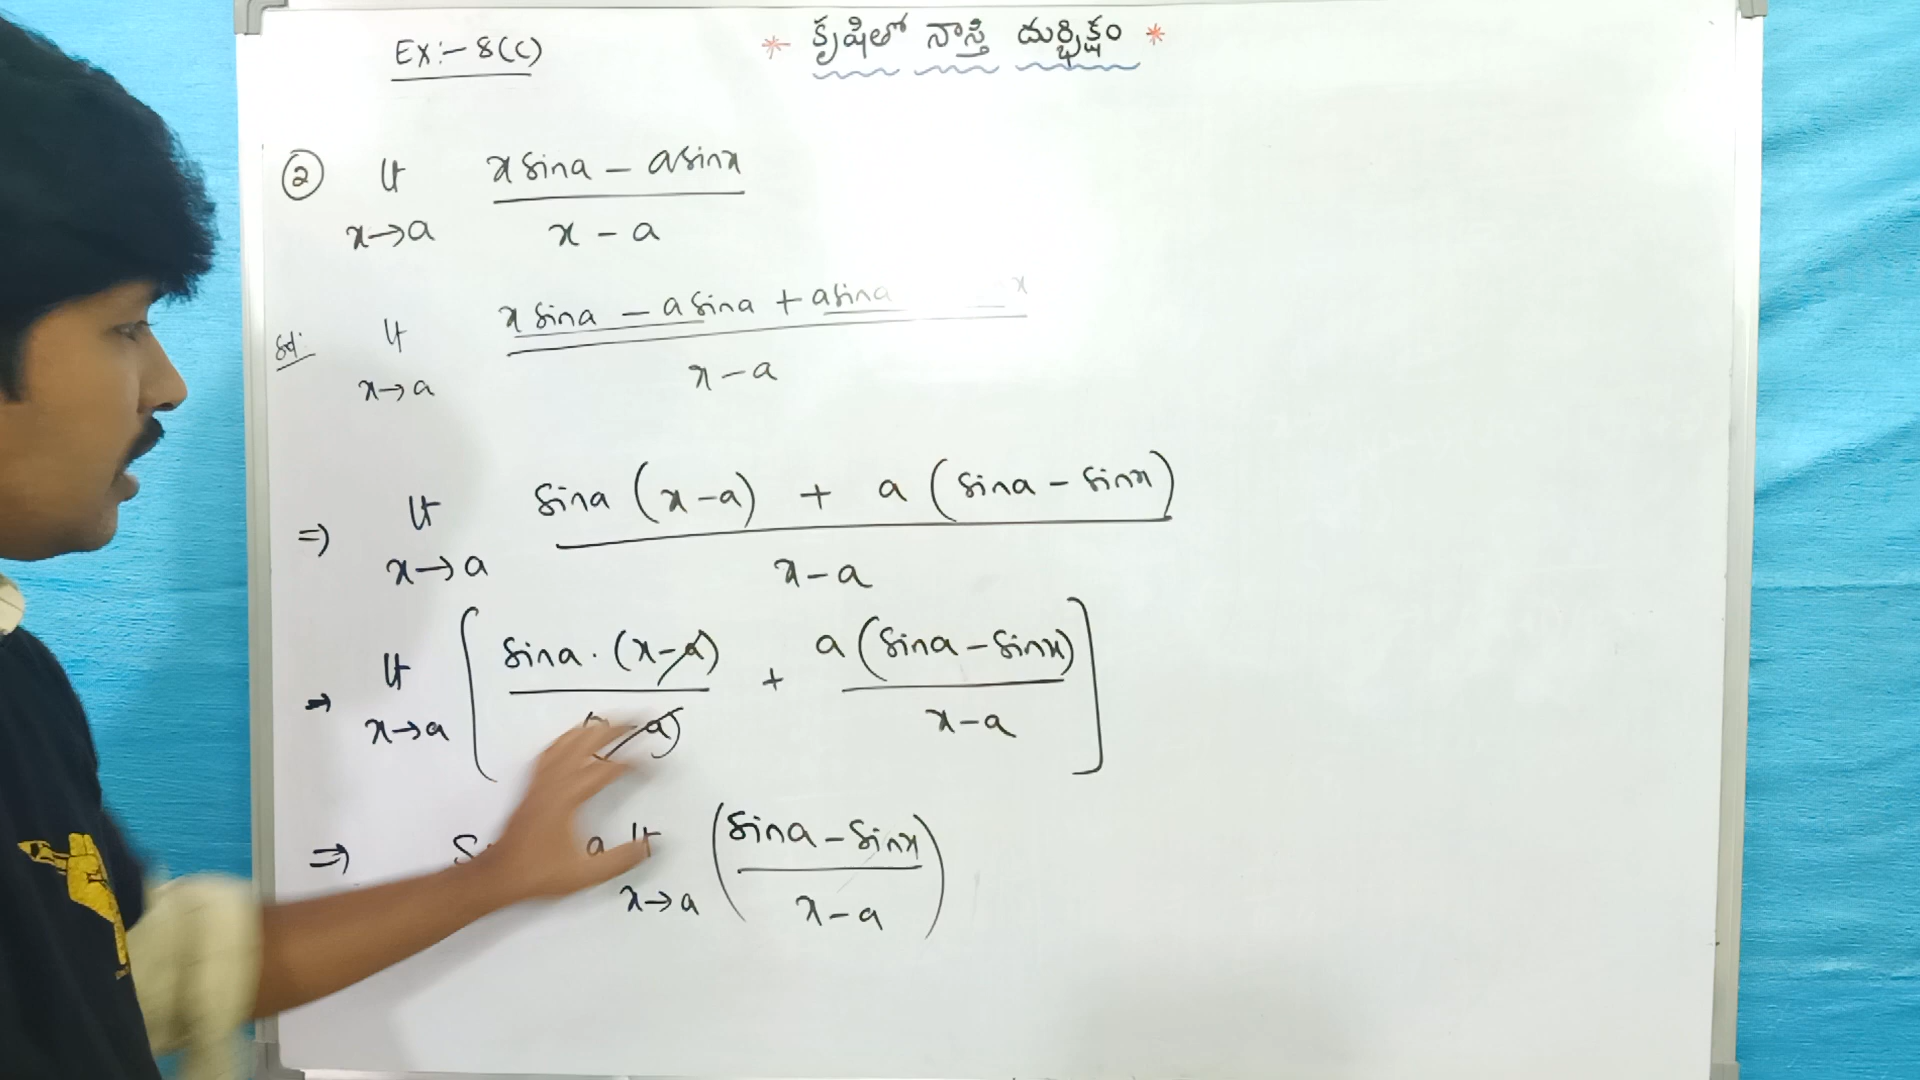 Ex:- 8(c)
* కృషితో నాస్తి దుర్భిక్షం *
② Lt x→a (x sina - a sinx) / (x - a)
Sol: Lt x→a (x sina - a sina + a sina x) / (x - a)
⇒ Lt x→a (sina (x-a) + a (sina - sinx)) / (x-a)
⇒ Lt x→a [ (sina . (x-a)) / (x-a) + (a (sina - sinx)) / (x-a) ]
⇒ a Lt x→a ((sina - sinx) / (x-a))